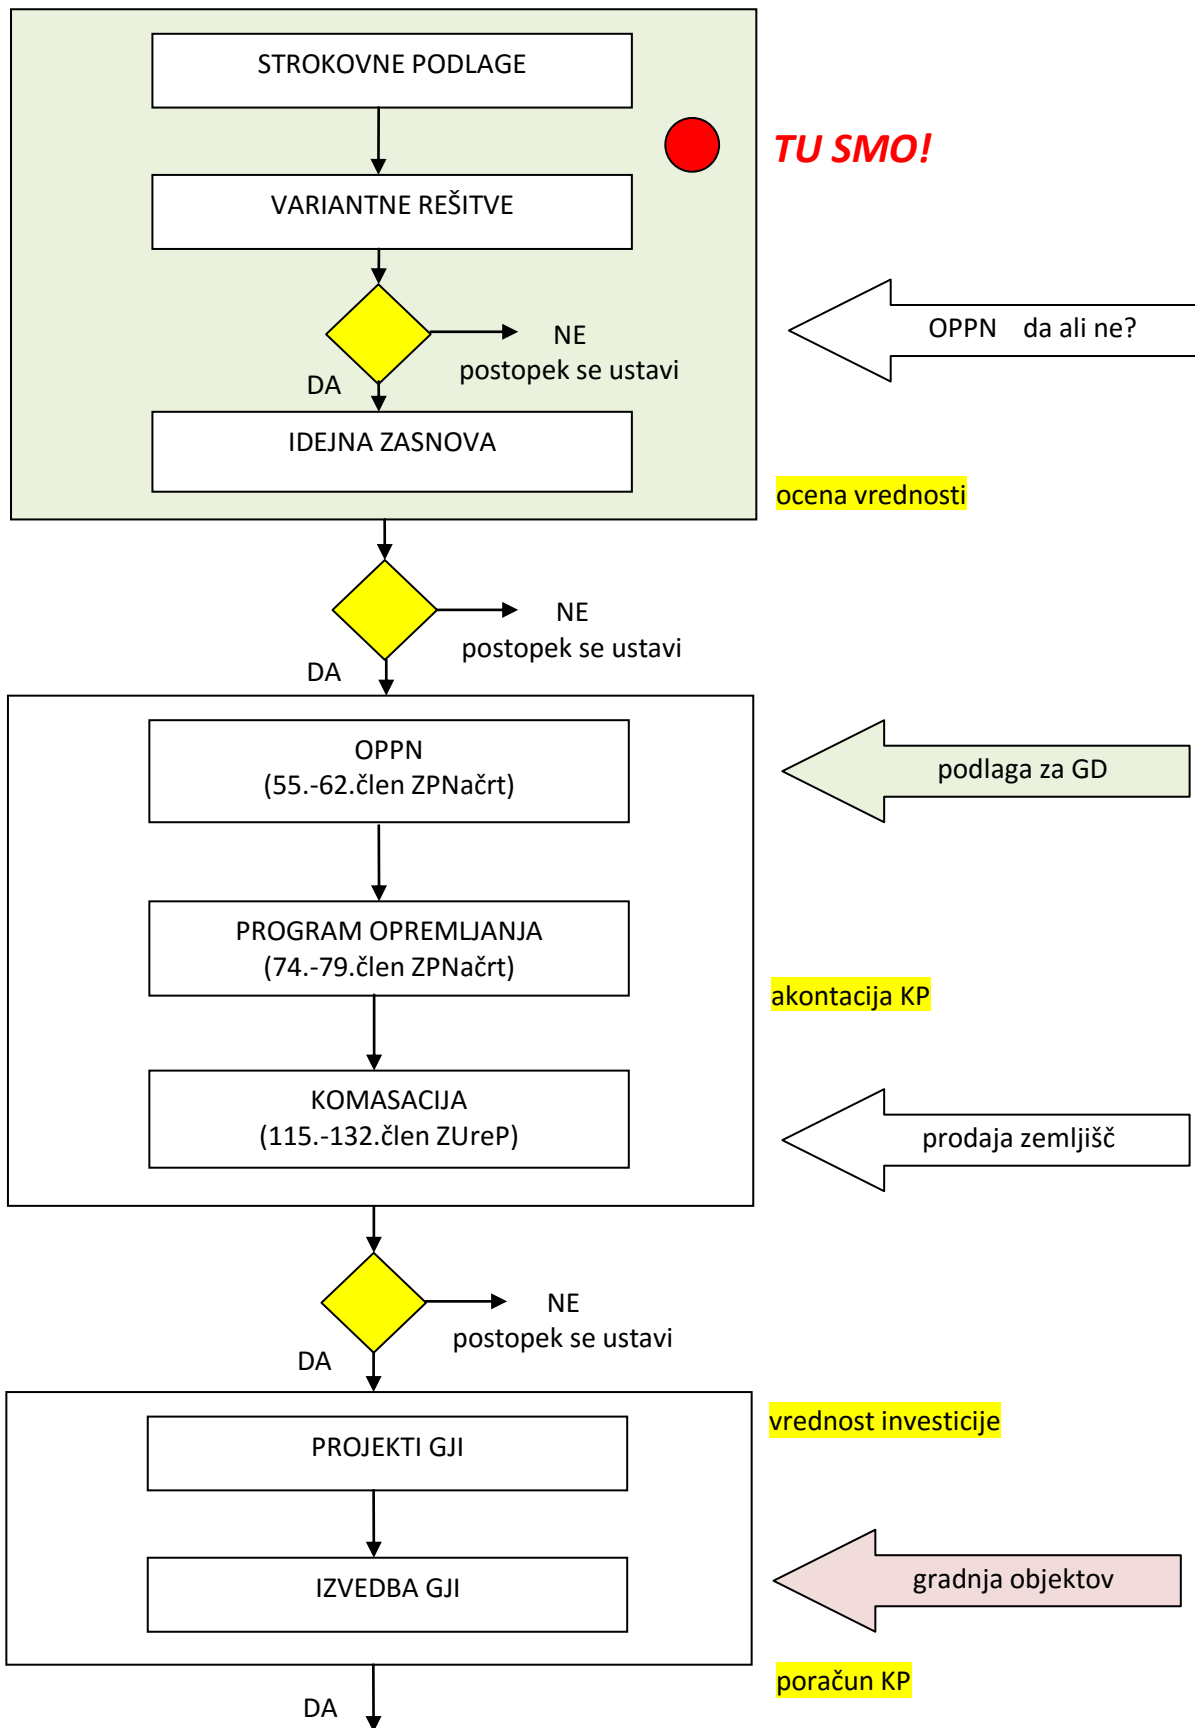 STROKOVNE PODLAGE
TU SMO!
VARIANTNE REŠITVE
OPPN da ali ne?
NE
postopek se ustavi
DA
IDEJNA ZASNOVA
ocena vrednosti
NE
postopek se ustavi
DA
OPPN
(55.-62.člen ZPNačrt)
podlaga za GD
PROGRAM OPREMLJANJA
(74.-79.člen ZPNačrt)
akontacija KP
KOMASACIJA
(115.-132.člen ZUreP)
prodaja zemljišč
NE
postopek se ustavi
DA
vrednost investicije
PROJEKTI GJI
gradnja objektov
IZVEDBA GJI
poračun KP
DA